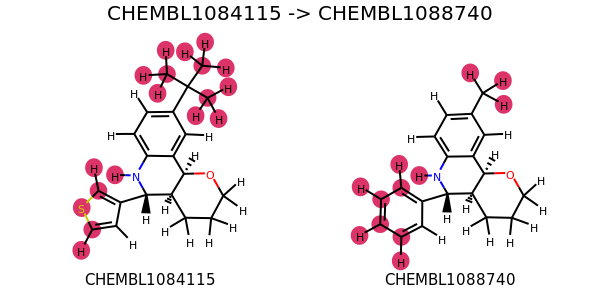 CHEMBL1084115 -> CHEMBL1088740
H H H H H H H H H
H H H H N H H H H H S O H H H H H H
H H H H H H H H N H H O H H H H H H H H H
CHEMBL1084115 CHEMBL1088740